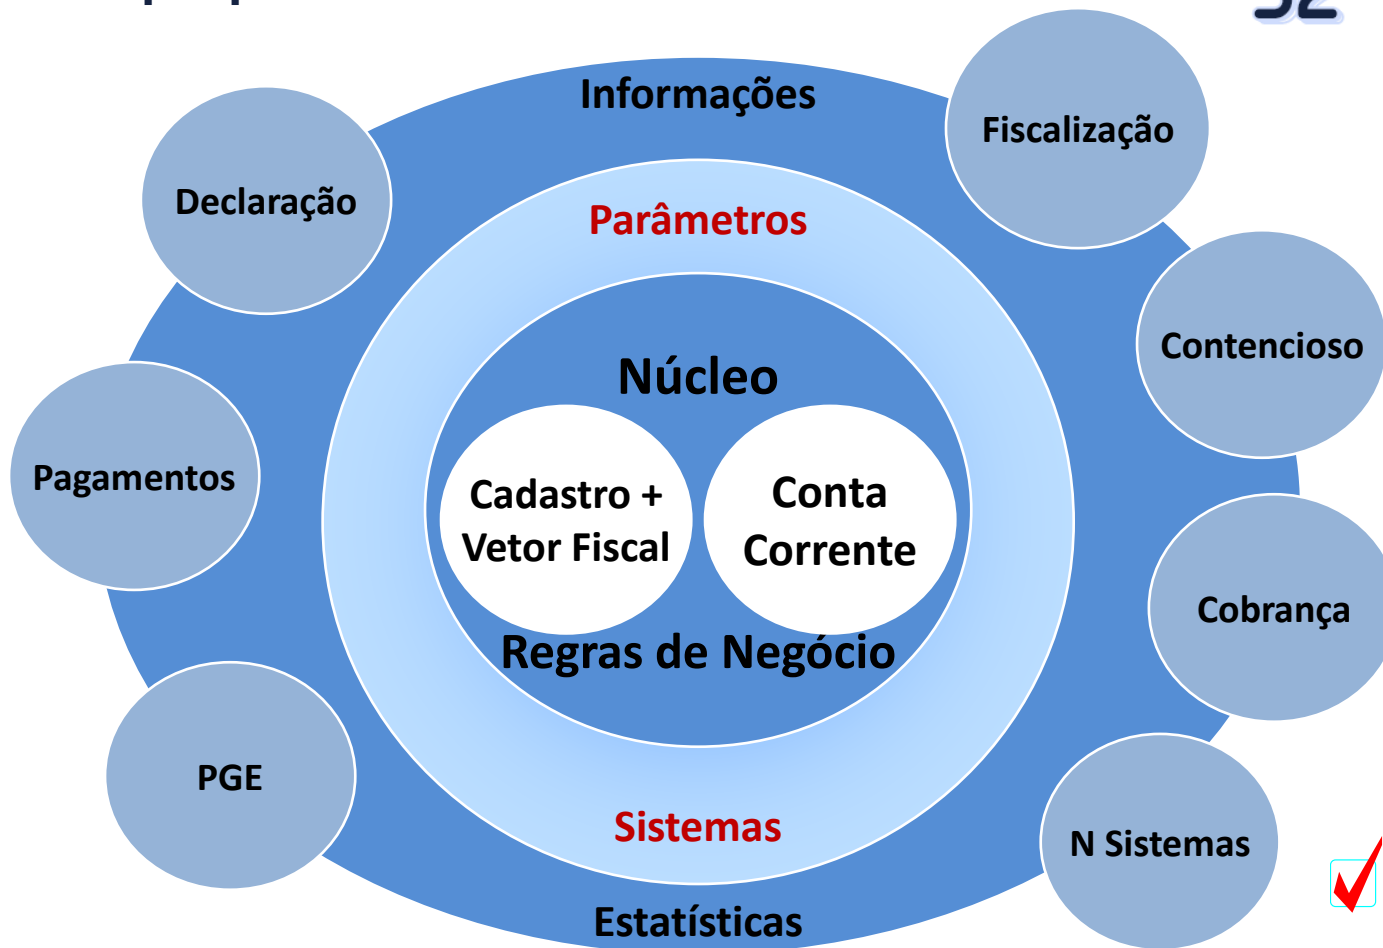 Informações
Fiscalização
Declaração
Parâmetros
Contencioso
Núcleo
Pagamentos
Cadastro +
Vetor Fiscal
Conta
Corrente
Cobrança
Regras de Negócio
PGE
Sistemas
N Sistemas
Estatísticas